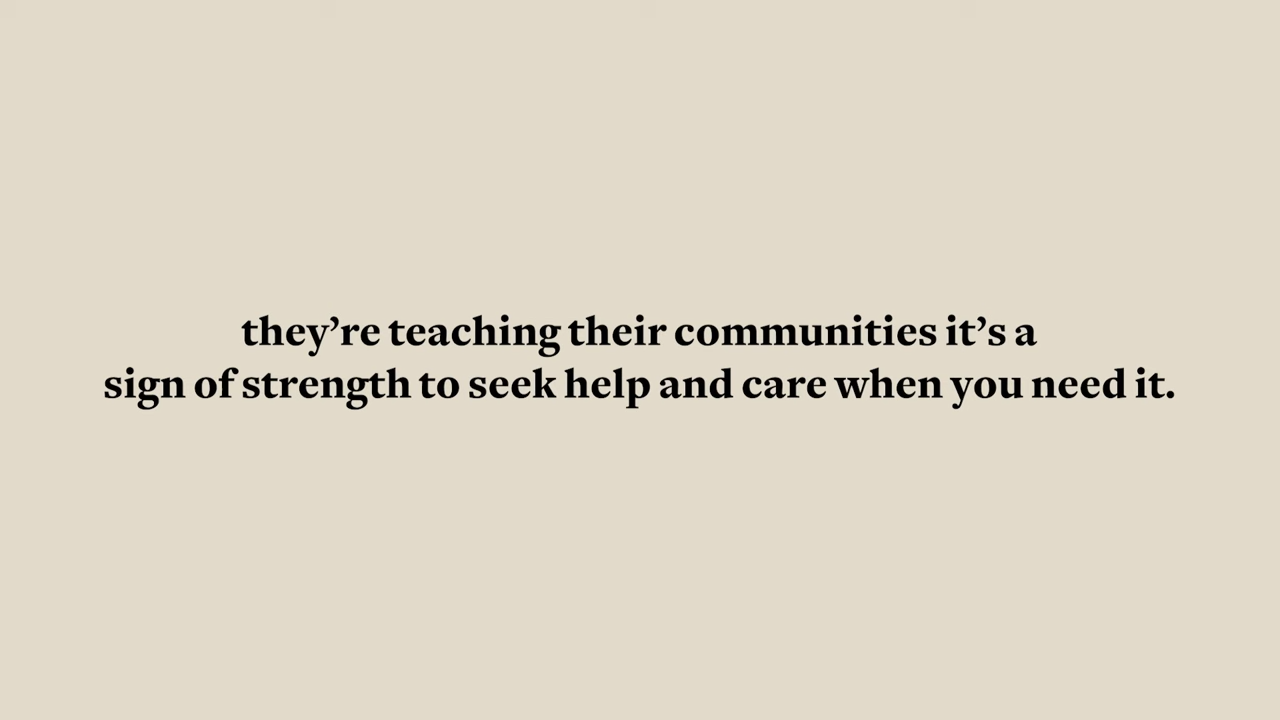 they’re teaching their communities it’s a
sign of strength to seek help and care when you need it.